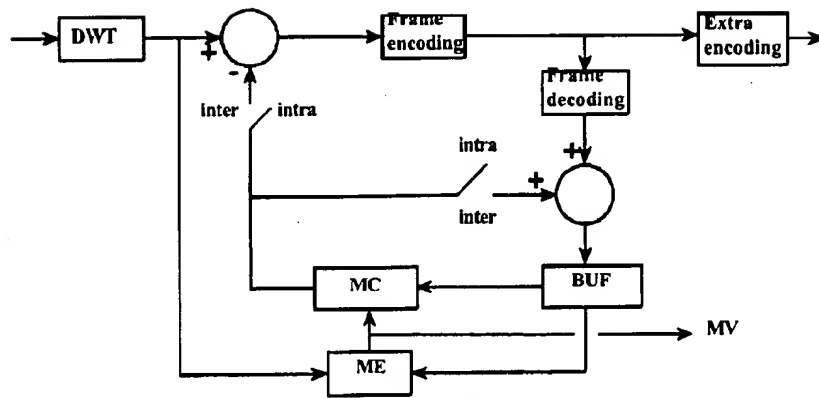 DWT
+
-
Frame
encoding
Extra
encoding
Frame
decoding
inter
intra
intra
+
+
inter
MC
BUF
MV
ME